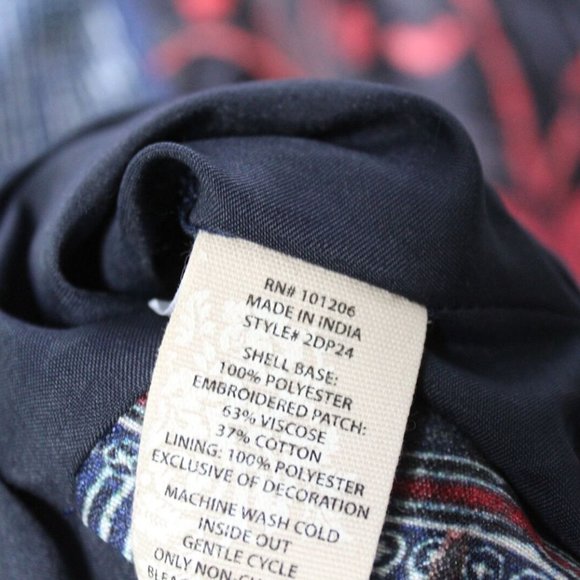 RN# 101206
MADE IN INDIA
STYLE# 2DP24
SHELL BASE:
100% POLYESTER
EMBROIDERED PATCH:
63% VISCOSE
37% COTTON
LINING: 100% POLYESTER
EXCLUSIVE OF DECORATION
MACHINE WASH COLD
INSIDE OUT
GENTLE CYCLE
ONLY NON-